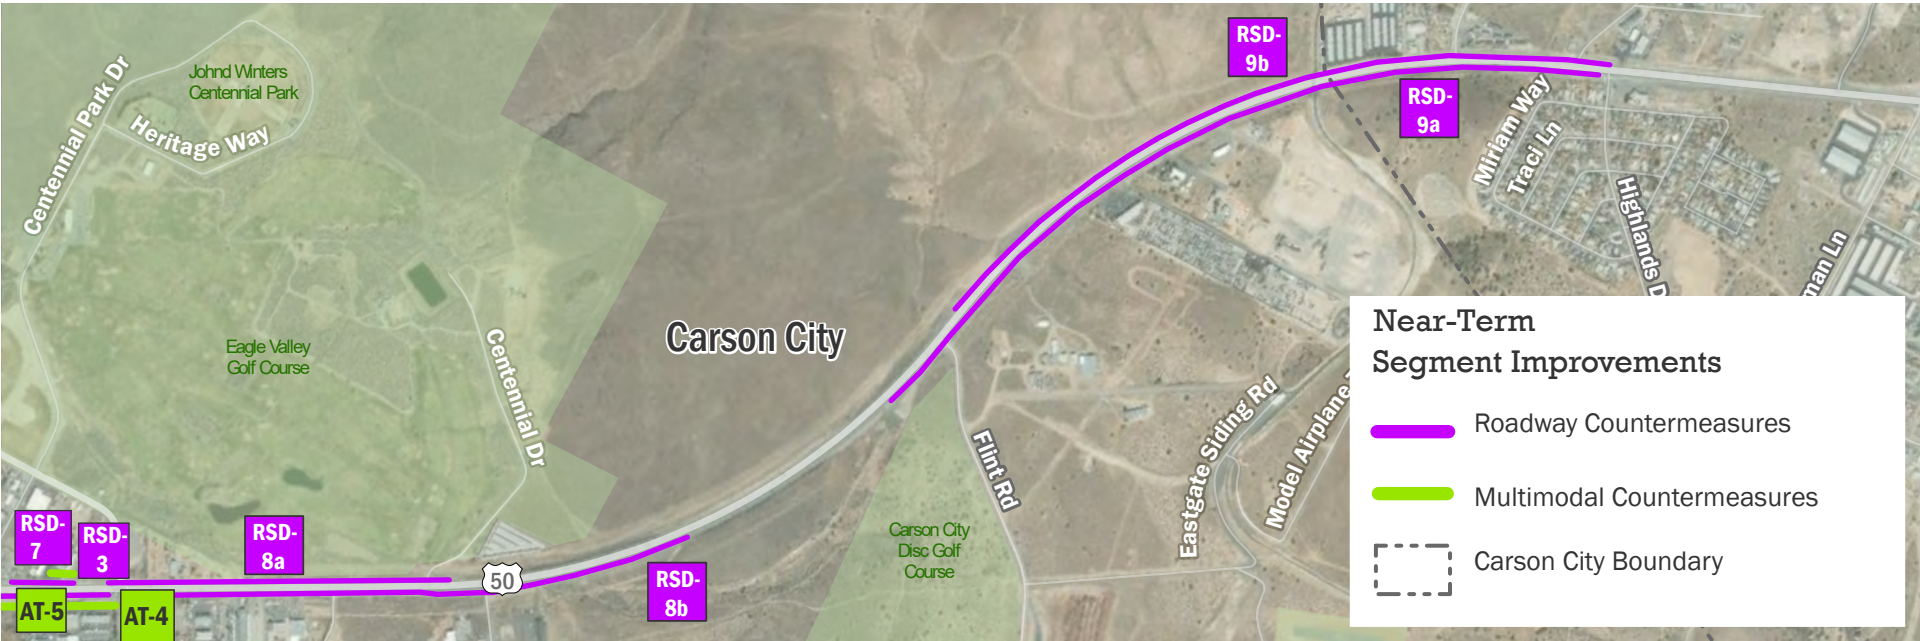 RSD-
9b
RSD-
9a
Johnd Winters
Centennial Park
Centennial Park Dr
Heritage Way
Miriam Way
Traci Ln
Highlands D
man Ln
Carson City
Eagle Valley
Golf Course
Centennial Dr
Flint Rd
Eastgate Siding Rd
Model Airplane
Carson City
Disc Golf
Course
RSD-
7
RSD-
3
RSD-
8a
50
RSD-
8b
AT-5
AT-4
Near-Term
Segment Improvements
Roadway Countermeasures
Multimodal Countermeasures
Carson City Boundary